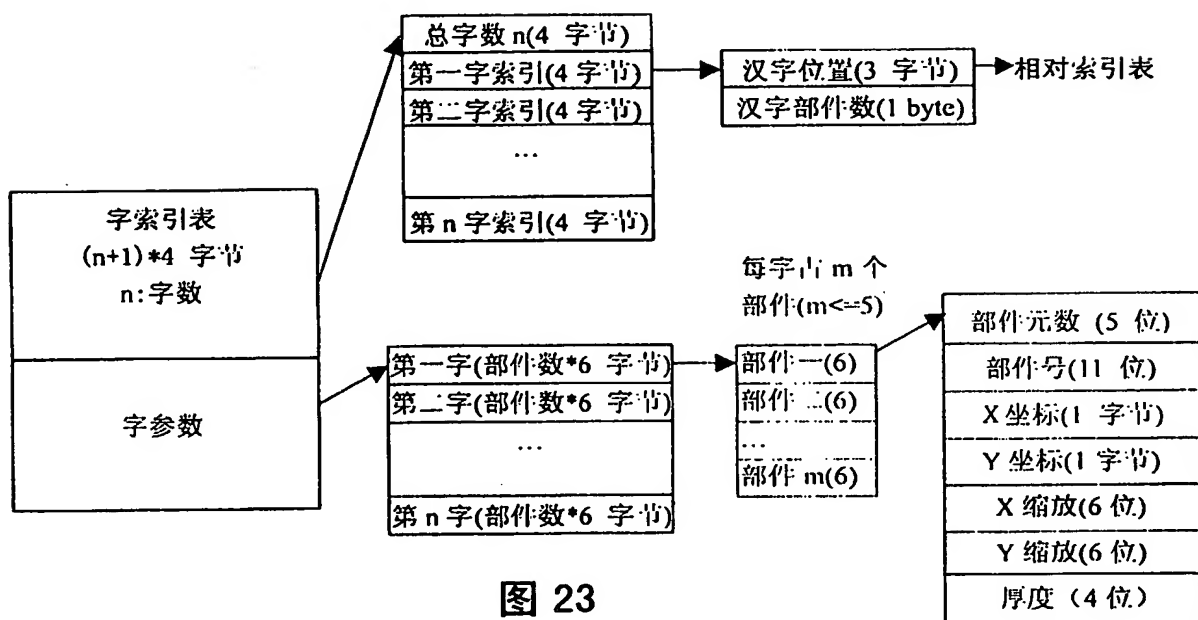 字索引表
(n+1)*4 字节
n:字数
字参数
总字数 n(4 字节)
第一字索引(4 字节)
第二字索引(4 字节)
…
第 n 字索引(4 字节)
汉字位置(3 字节)
汉字部件数(1 byte)
相对索引表
第一字(部件数*6 字节)
第二字(部件数*6 字节)
…
第 n 字(部件数*6 字节)
每字由 m 个
部件(m<=5)
部件一(6)
部件二(6)
…
部件 m(6)
部件元数 (5 位)
部件号(11 位)
X 坐标(1 字节)
Y 坐标(1 字节)
X 缩放(6 位)
Y 缩放(6 位)
厚度（4 位）
图 23